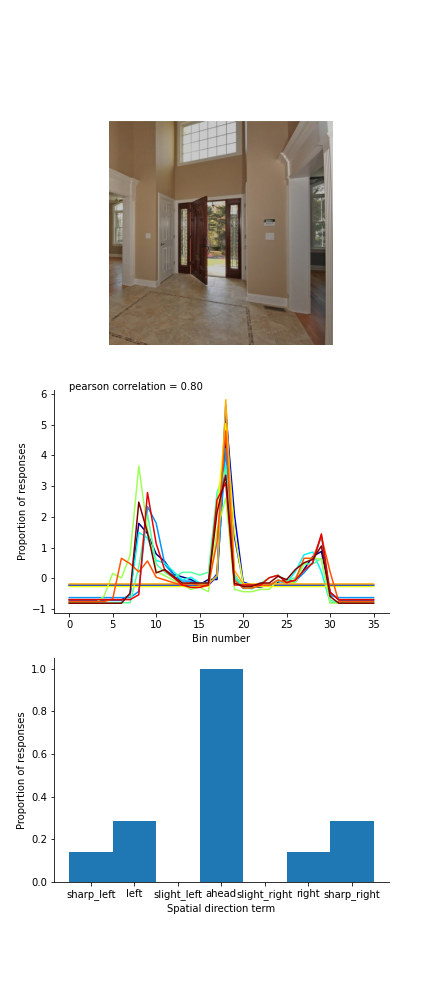 pearson correlation = 0.80
6
5
4
3
2
1
0
−1
Proportion of responses
0 5 10 15 20 25 30 35
Bin number
1.0
0.8
0.6
0.4
0.2
0.0
Proportion of responses
sharp_left left slight_left ahead slight_right right sharp_right
Spatial direction term